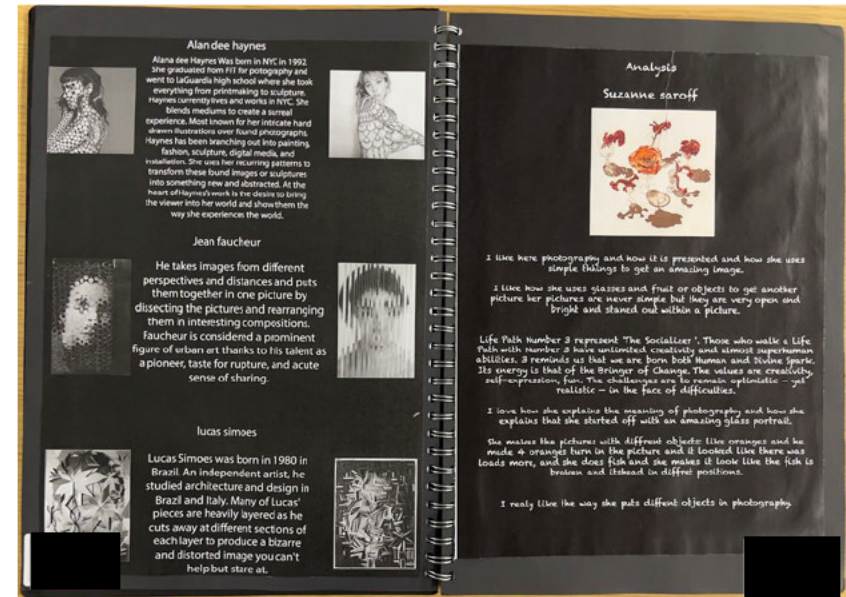 Alan dee haynes
Alana dee Haynes Was born in NYC in 1992
She graduated from FIT for potography and
went to LaGuardia high school where she took
everything from printmaking to sculpture.
Haynes currently lives and works in NYC. She
blends mediums to create a surreal
experience. Most known for her intricate hard
drawn illustrations over found photographs,
Haynes has been branching out into painting,
fashion, sculpture, digital media, and
installation. She uses her recurring patterns to
transform these found images or sculptures
into something new and abstracted. At the
heart of Haynes's work is the desire to bring
the viewer into her world and show them the
way she experiences the world.
Jean faucheur
He takes images from different
perspectives and distances and puts
them together in one picture by
dissecting the pictures and rearranging
them in interesting compositions.
Faucheur is considered a prominent
figure of urban art thanks to his talent as
a pioneer, taste for rupture, and acute
sense of sharing.
lucas simoes
Lucas Simoes was born in 1980 in
Brazil. An independent artist, he
studied architecture and design in
Brazil and Italy. Many of Lucas'
pieces are heavily layered as he
cuts away at different sections of
each layer to produce a bizarre
and distorted image you can't
help but stare at.
Analysis
Suzanne saroff
I like here photography and how it is presented and how she uses
simple things to get an amazing image.
I like how she uses glasses and fruit or objects to get another
picture her pictures are never simple but they are very open and
bright and staned out within a picture.
Life Path Number 3 represent 'The Socializer'. Those who walk a Life
Path with Number 3 have unlimited creativity and almost superhuman
abilities. 3 reminds us that we are born both Human and Divine Spark.
Its energy is that of the Bringer of Change. The values are creativity,
self-expression, fun. The challenges are to remain optimistic – yet
realistic – in the face of difficulties.
I love how she explains the meaning of photography and how she
explains that she started off with an amazing glass portrait.
She makes the pictures with diffrent objects like oranges and he
made 4 oranges turn in the picture and it looked like there was
loads more, and she does fish and she makes it look like the fish is
broken and itshead in diffret positions.
I realy like the way she puts diffent objects in photography.